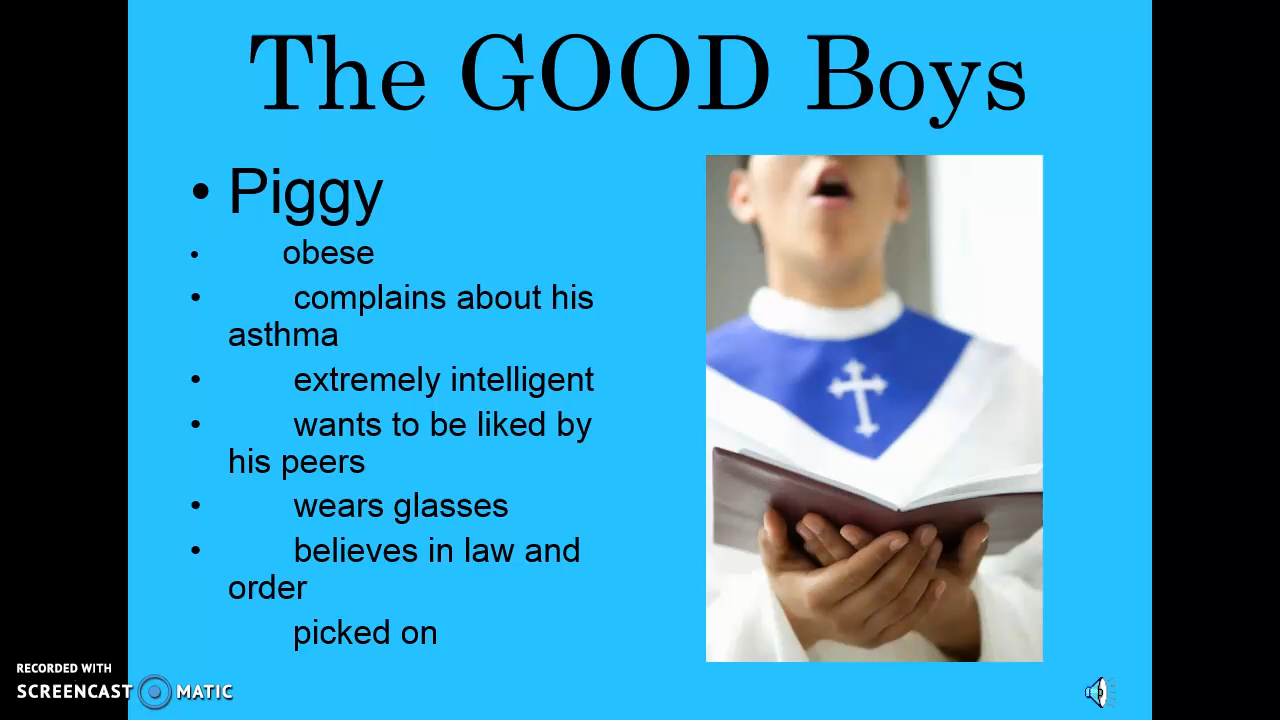 The GOOD Boys
• Piggy
• obese
• complains about his
asthma
• extremely intelligent
• wants to be liked by
his peers
• wears glasses
• believes in law and
order
picked on
RECORDED WITH
SCREENCAST MATIC